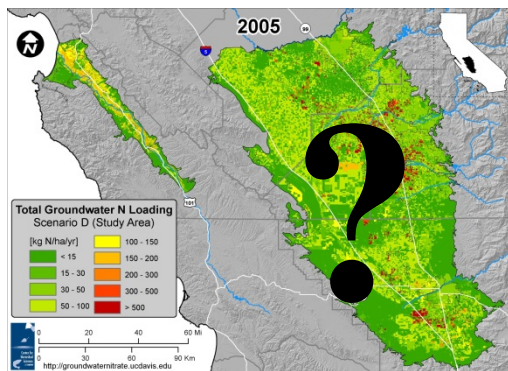 2005
N
99
5
101
?
Total Groundwater N Loading
Scenario D (Study Area)
[kg N/ha/yr]
< 15
15 - 30
30 - 50
50 - 100
100 - 150
150 - 200
200 - 300
300 - 500
> 500
0 30 60 Mi
0 30 60 90 Km
http://groundwaternitrate.ucdavis.edu